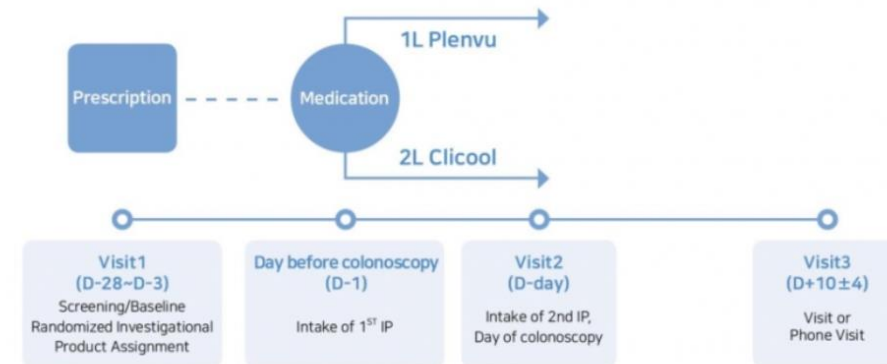 1L Plenvu
Prescription
Medication
2L Clicool
Visit1
(D-28~D-3)
Screening/Baseline
Randomized Investigational
Product Assignment
Day before colonoscopy
(D-1)
Intake of 1ST IP
Visit2
(D-day)
Intake of 2nd IP,
Day of colonoscopy
Visit3
(D+10±4)
Visit or
Phone Visit